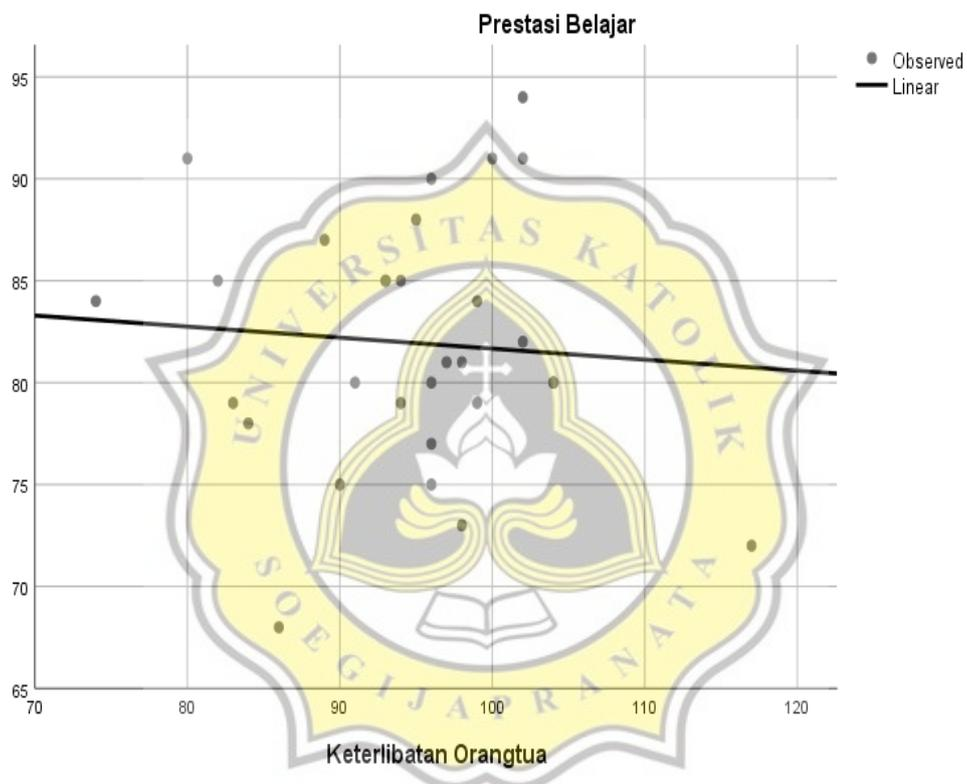 Prestasi Belajar
Observed
Linear
95
90
85
80
75
70
65
70 80 90 100 110 120
Keterlibatan Orangtua
UNIVERSITAS KATOLIK
SOEGIJAPRANATA